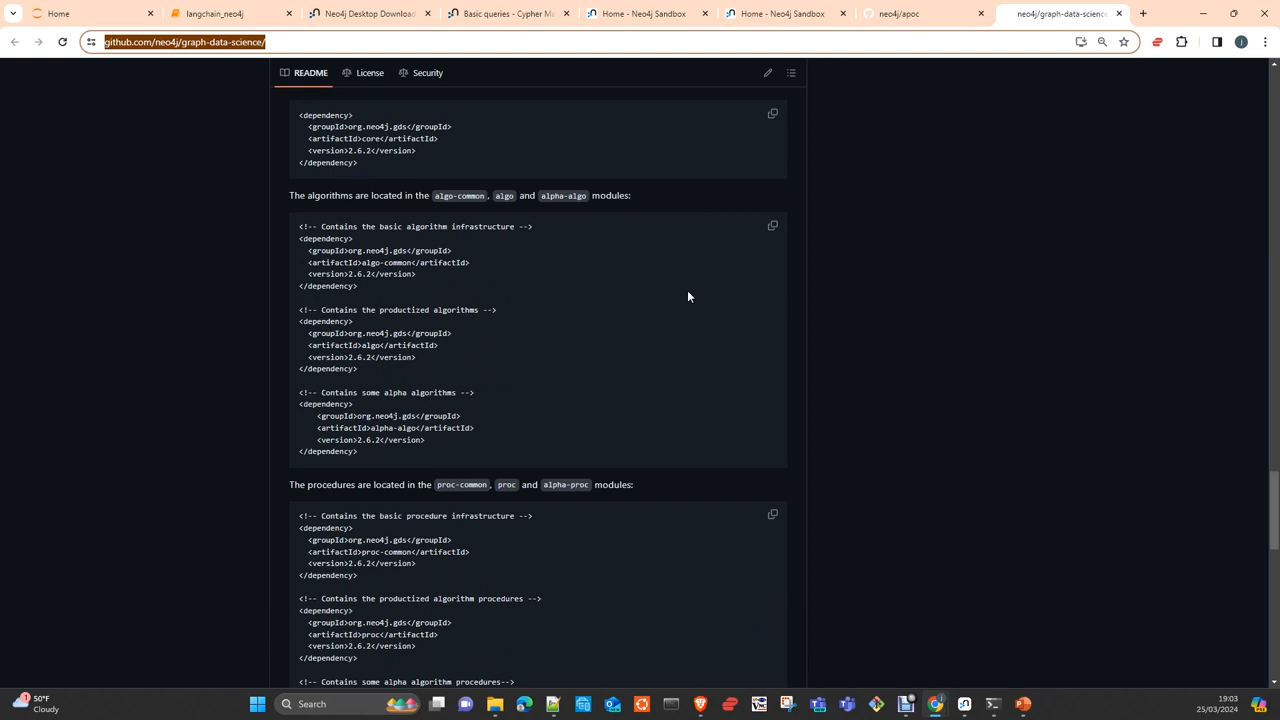 Home
langchain_neo4j
Neo4j Desktop Download
Basic queries - Cypher Ma
Home - Neo4j Sandbox
Home - Neo4j Sandbox
neo4j/apoc
neo4j/graph-data-science
github.com/neo4j/graph-data-science/
README
License
Security
<dependency>
<groupId>org.neo4j.gds</groupId>
<artifactId>core</artifactId>
<version>2.6.2</version>
</dependency>
The algorithms are located in the algo-common, algo and alpha-algo modules:
<!-- Contains the basic algorithm infrastructure -->
<dependency>
<groupId>org.neo4j.gds</groupId>
<artifactId>algo-common</artifactId>
<version>2.6.2</version>
</dependency>
<!-- Contains the productized algorithms -->
<dependency>
<groupId>org.neo4j.gds</groupId>
<artifactId>algo</artifactId>
<version>2.6.2</version>
</dependency>
<!-- Contains some alpha algorithms -->
<dependency>
<groupId>org.neo4j.gds</groupId>
<artifactId>alpha-algo</artifactId>
<version>2.6.2</version>
</dependency>
The procedures are located in the proc-common, proc and alpha-proc modules:
<!-- Contains the basic procedure infrastructure -->
<dependency>
<groupId>org.neo4j.gds</groupId>
<artifactId>proc-common</artifactId>
<version>2.6.2</version>
</dependency>
<!-- Contains the productized algorithm procedures -->
<dependency>
<groupId>org.neo4j.gds</groupId>
<artifactId>proc</artifactId>
<version>2.6.2</version>
</dependency>
<!-- Contains some alpha algorithm procedures-->
1
50°F
Cloudy
Search
19:03
25/03/2024